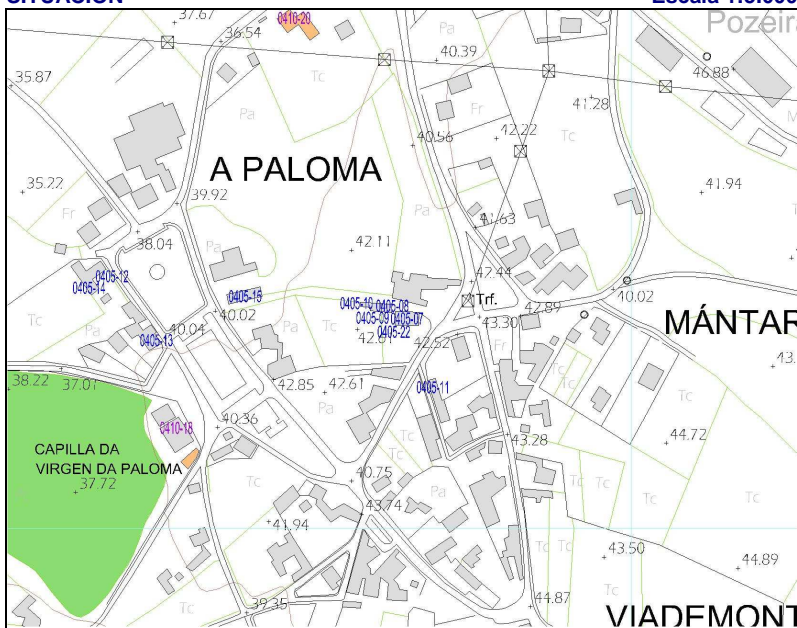 SITUACIÓN
37.67
0410-20
36.54
Tc
40.39
46.88
35.87
Pa
Fr
41.28
Tc
40.56
42.22
A PALOMA
35.22
41.94
39.92
Fr
Pa
41.63
38.04
Pa
42.11
0405-12
0405-14
42.44
0405-15
0405-10
0405-08
Trf.
40.02
Tc
Pa
40.04
40.02
0405-09
0405-07
43.30
42.89
MÁNTAR
0405-13
Pa
Tc
0405-22
42.52
Fr
38.22
37.01
42.85
42.61
0405-11
Tc
Pa
0410-18
40.36
Tc
43.28
44.72
CAPILLA DA
VIRGEN DA PALOMA
37.72
Tc
40.75
Tc
Pa
Tc
Tc
Tc
43.74
41.94
Tc
Tc
43.50
44.89
Tc
39.35
44.87